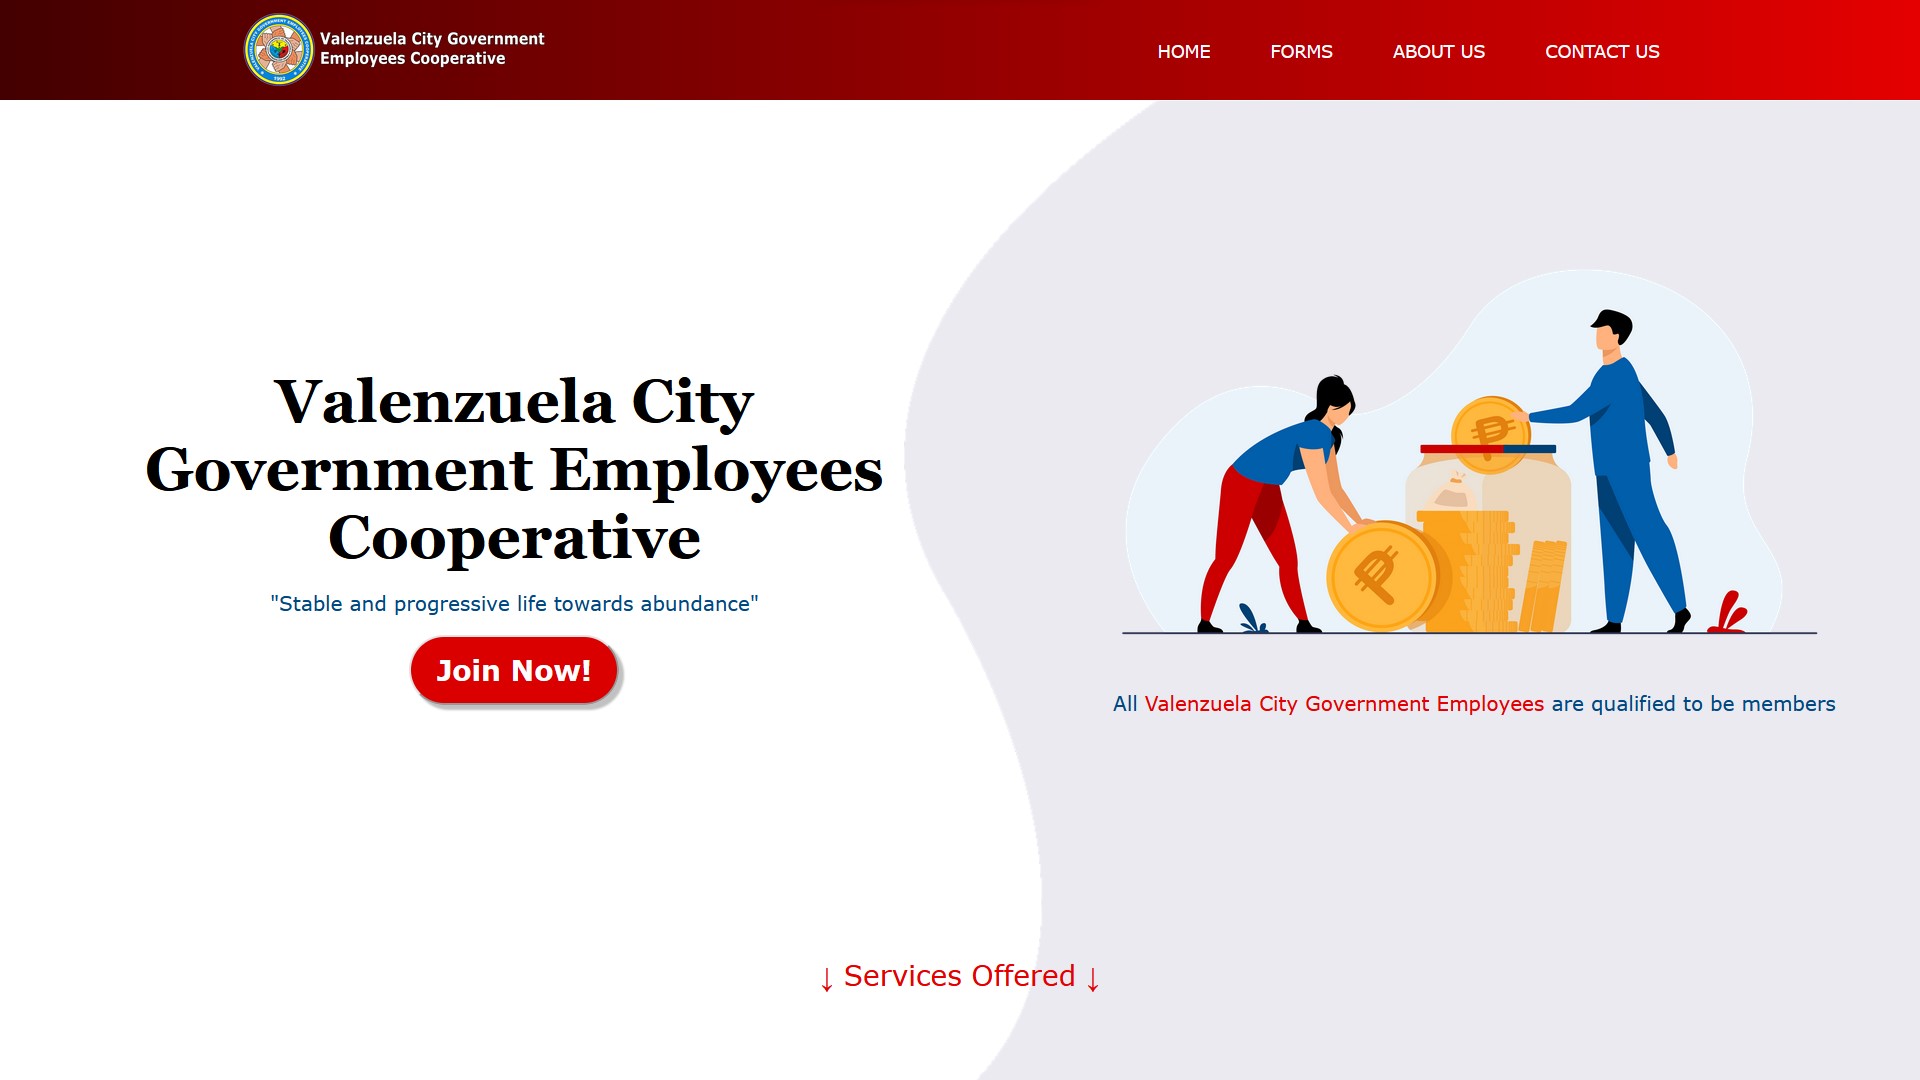 Valenzuela City Government
Employees Cooperative
HOME FORMS ABOUT US CONTACT US
Valenzuela City
Government Employees
Cooperative
"Stable and progressive life towards abundance"
Join Now!
All Valenzuela City Government Employees are qualified to be members
↓ Services Offered ↓